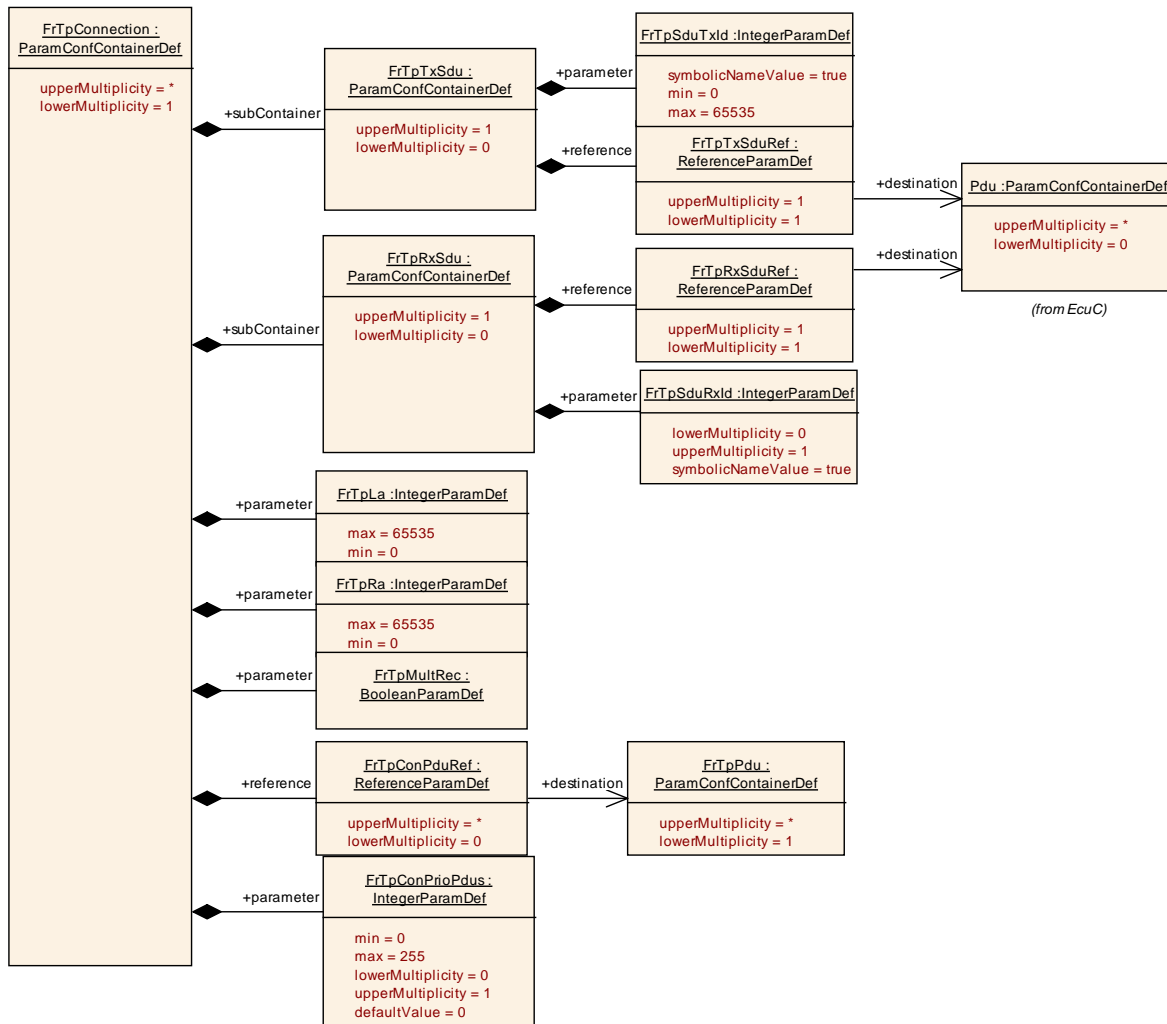 FrTpConnection :
ParamConfContainerDef
upperMultiplicity = *
lowerMultiplicity = 1
+subContainer
FrTpTxSdu :
ParamConfContainerDef
upperMultiplicity = 1
lowerMultiplicity = 0
+parameter
FrTpSduTxId :IntegerParamDef
symbolicNameValue = true
min = 0
max = 65535
+reference
FrTpTxSduRef :
ReferenceParamDef
upperMultiplicity = 1
lowerMultiplicity = 1
+destination
Pdu :ParamConfContainerDef
upperMultiplicity = *
lowerMultiplicity = 0
(from EcuC)
+subContainer
FrTpRxSdu :
ParamConfContainerDef
upperMultiplicity = 1
lowerMultiplicity = 0
+reference
FrTpRxSduRef :
ReferenceParamDef
upperMultiplicity = 1
lowerMultiplicity = 1
+destination
+parameter
FrTpSduRxId :IntegerParamDef
lowerMultiplicity = 0
upperMultiplicity = 1
symbolicNameValue = true
+parameter
FrTpLa :IntegerParamDef
max = 65535
min = 0
+parameter
FrTpRa :IntegerParamDef
max = 65535
min = 0
+parameter
FrTpMultRec :
BooleanParamDef
+reference
FrTpConPduRef :
ReferenceParamDef
upperMultiplicity = *
lowerMultiplicity = 0
+destination
FrTpPdu :
ParamConfContainerDef
upperMultiplicity = *
lowerMultiplicity = 1
+parameter
FrTpConPrioPdus :
IntegerParamDef
min = 0
max = 255
lowerMultiplicity = 0
upperMultiplicity = 1
defaultValue = 0